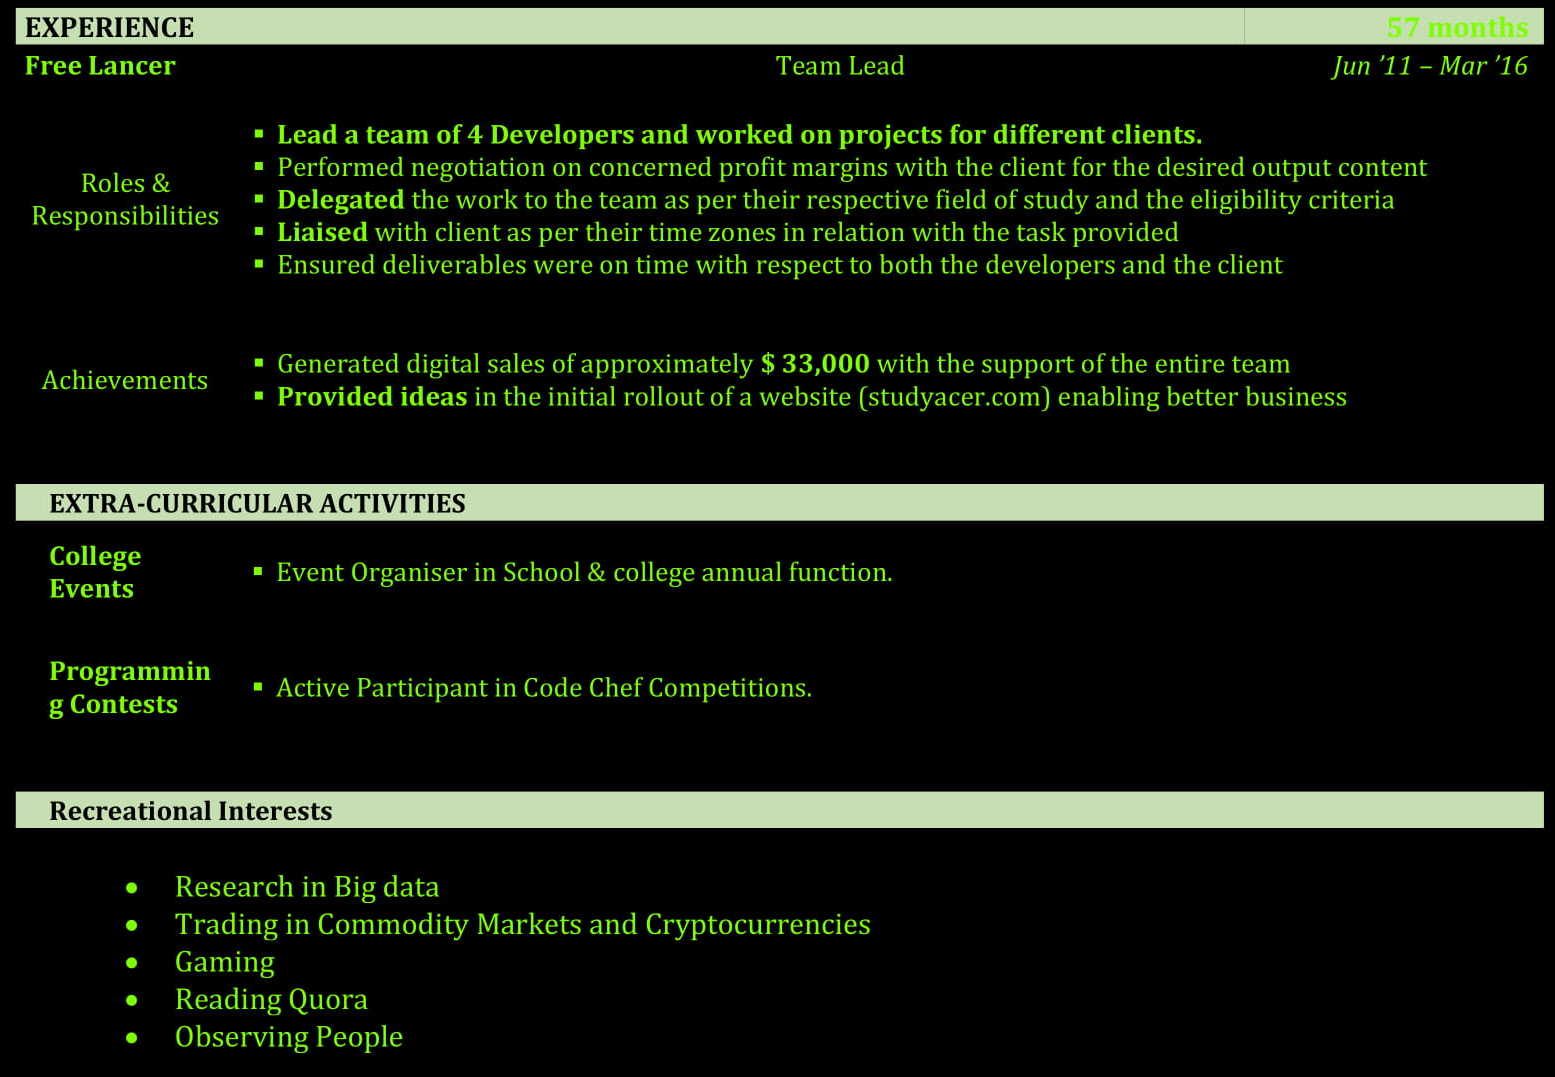 EXPERIENCE 57 months
Free Lancer Team Lead Jun ’11 – Mar ’16
Roles &
Responsibilities
▪ Lead a team of 4 Developers and worked on projects for different clients.
▪ Performed negotiation on concerned profit margins with the client for the desired output content
▪ Delegated the work to the team as per their respective field of study and the eligibility criteria
▪ Liaised with client as per their time zones in relation with the task provided
▪ Ensured deliverables were on time with respect to both the developers and the client
Achievements
▪ Generated digital sales of approximately $ 33,000 with the support of the entire team
▪ Provided ideas in the initial rollout of a website (studyacer.com) enabling better business
EXTRA-CURRICULAR ACTIVITIES
College
Events
▪ Event Organiser in School & college annual function.
Programmin
g Contests
▪ Active Participant in Code Chef Competitions.
Recreational Interests
• Research in Big data
• Trading in Commodity Markets and Cryptocurrencies
• Gaming
• Reading Quora
• Observing People